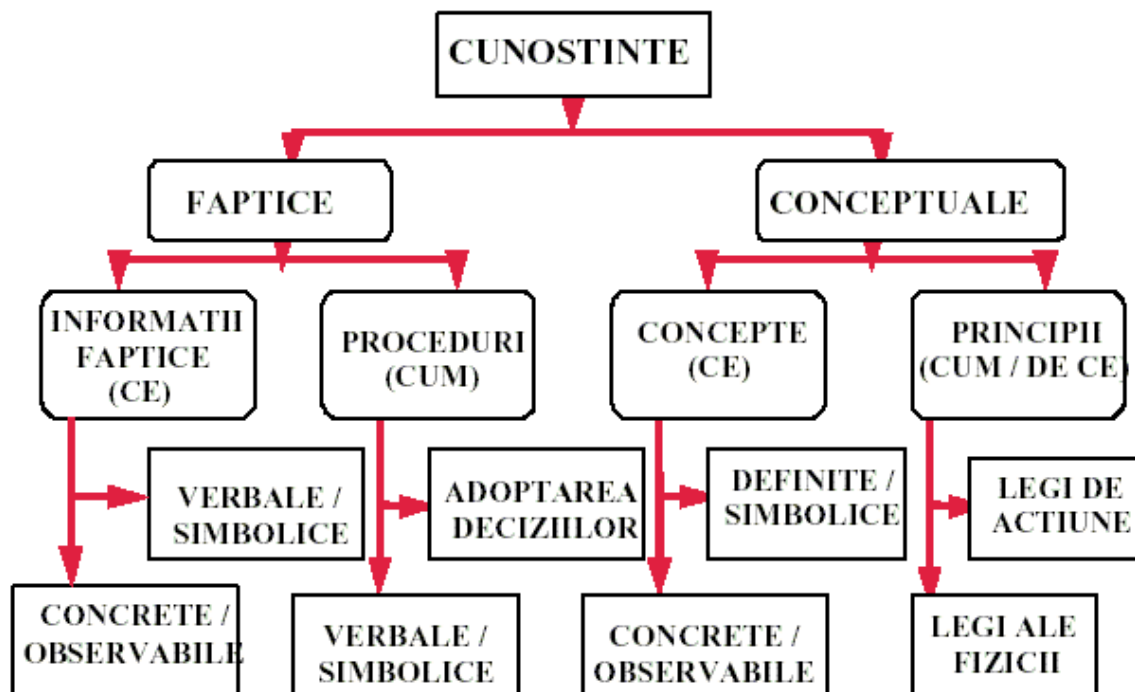 CUNOSTINTE
FAPTICE
CONCEPTUALE
INFORMATII
FAPTICE
(CE)
PROCEDURI
(CUM)
CONCEPTE
(CE)
PRINCIPII
(CUM / DE CE)
VERBALE /
SIMBOLICE
ADOPTAREA
DECIZIILOR
DEFINITE /
SIMBOLICE
LEGI DE
ACTIUNE
CONCRETE /
OBSERVABILE
VERBALE /
SIMBOLICE
CONCRETE /
OBSERVABILE
LEGI ALE
FIZICII